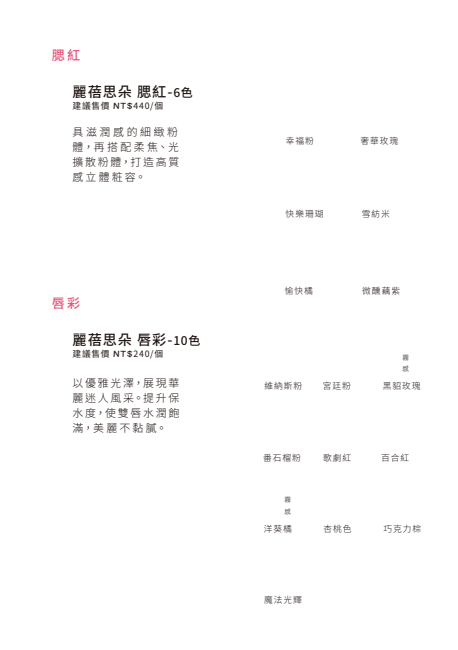 腮紅
麗蓓思朵 腮紅-6色
建議售價 NT$440/個
具滋潤感的細緻粉
體，再搭配柔焦、光
擴散粉體，打造高質
感立體粧容。
幸福粉 奢華玫瑰
快樂珊瑚 雪紡米
愉快橘 微醺藕紫
唇彩
麗蓓思朵 唇彩-10色
建議售價 NT$240/個
以優雅光澤，展現華
麗迷人風采。提升保
水度，使雙唇水潤飽
滿，美麗不黏膩。
霧
感
維納斯粉 宮廷粉 黑貂玫瑰
番石榴粉 歌劇紅 百合紅
霧
感
洋葵橘 杏桃色 巧克力棕
魔法光輝